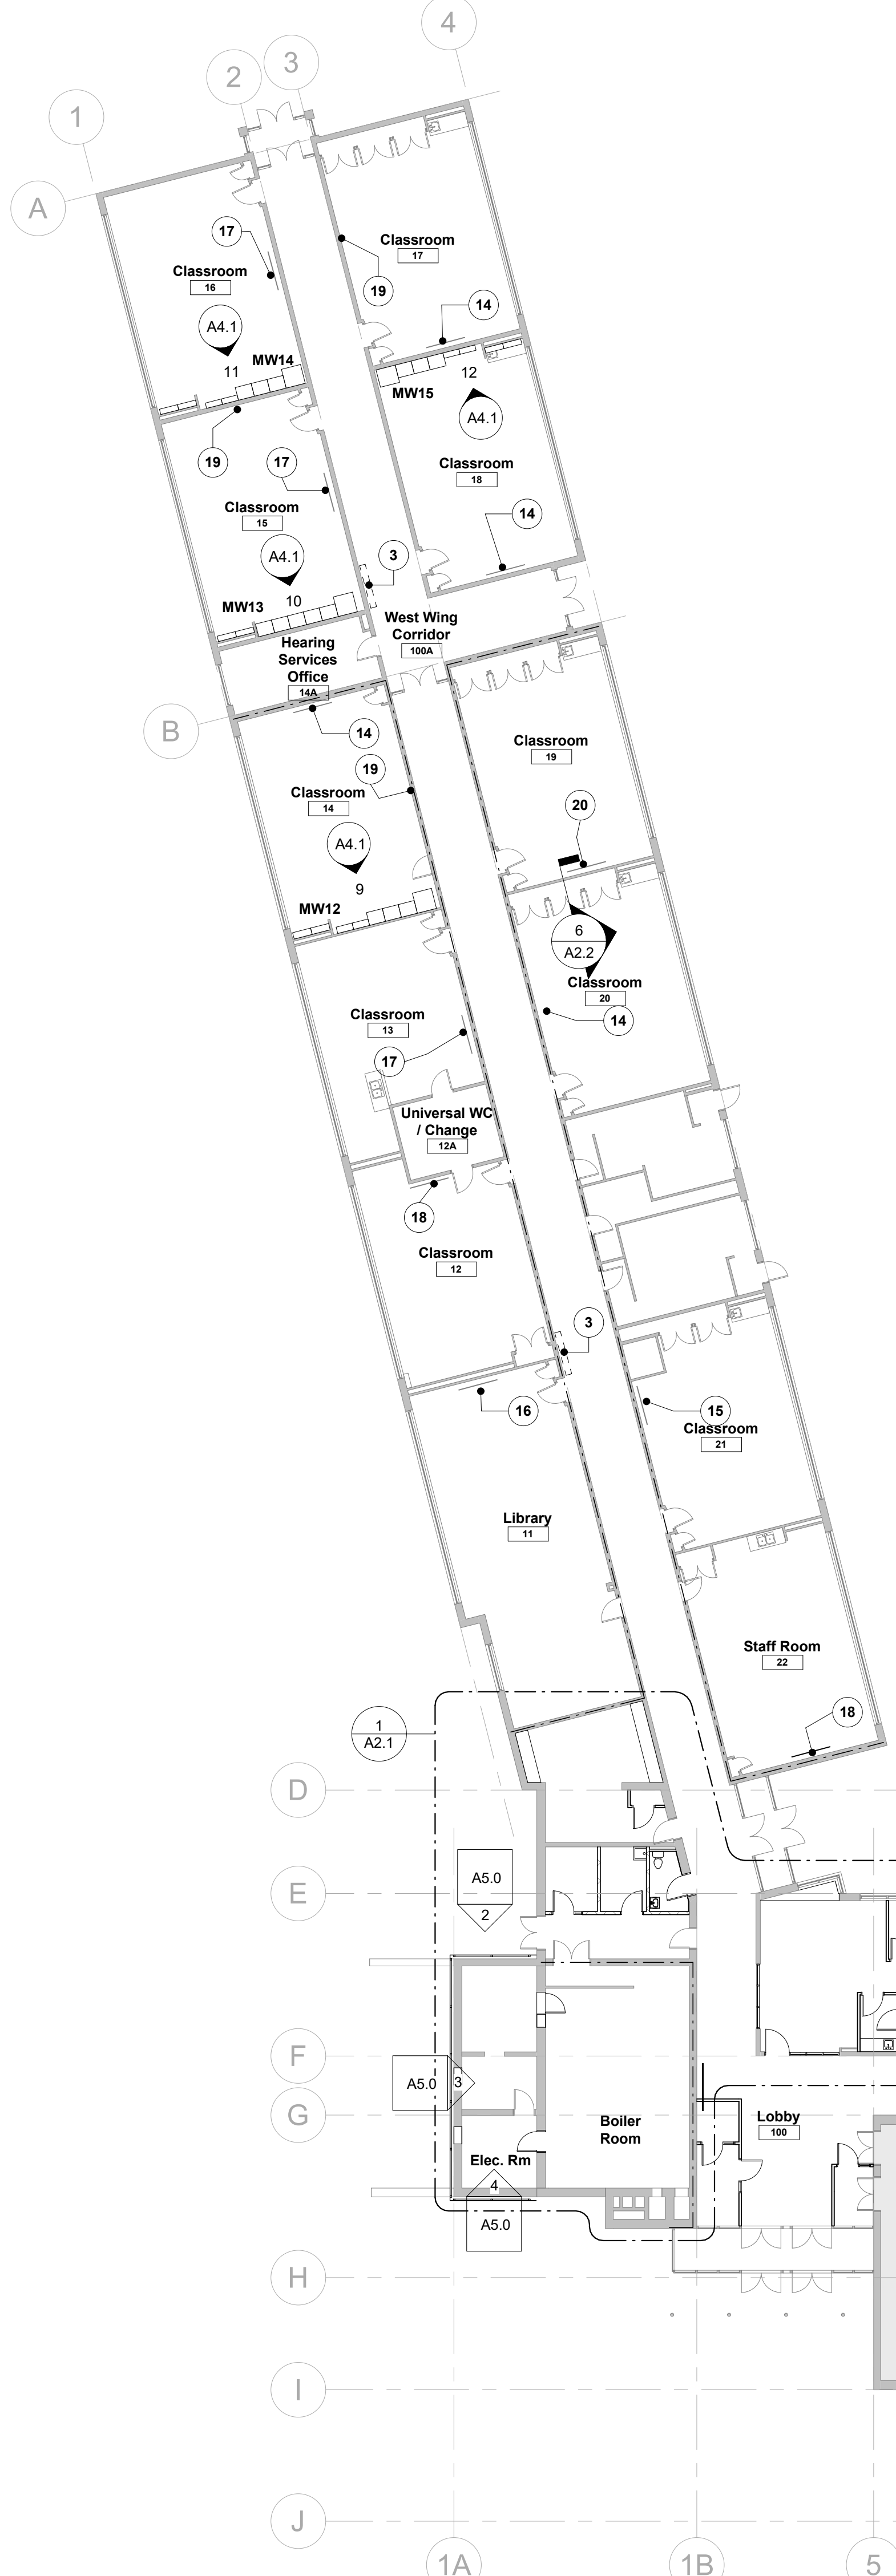 4
3
2
1
A
17
Classroom
17
Classroom
16
19
14
A4.1
11
MW14
12
MW15
A4.1
19
17
Classroom
18
Classroom
15
14
A4.1
3
10
MW13
West Wing
Corridor
100A
Hearing
Services
Office
14A
B
14
Classroom
19
19
Classroom
14
20
A4.1
9
MW12
6
A2.2
Classroom
20
Classroom
13
14
17
Universal WC
/ Change
12A
18
Classroom
12
3
16
15
Classroom
21
Library
11
Staff Room
22
18
1
A2.1
D
A5.0
2
E
F
A5.0
3
G
Boiler
Room
Lobby
100
Elec. Rm
4
A5.0
H
I
J
1A
1B
5